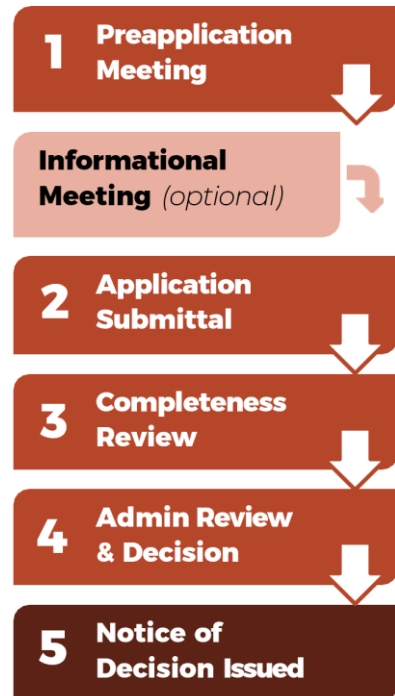 1 Preapplication
Meeting
Informational
Meeting (optional)
2 Application
Submittal
3 Completeness
Review
4 Admin Review
& Decision
5 Notice of
Decision Issued